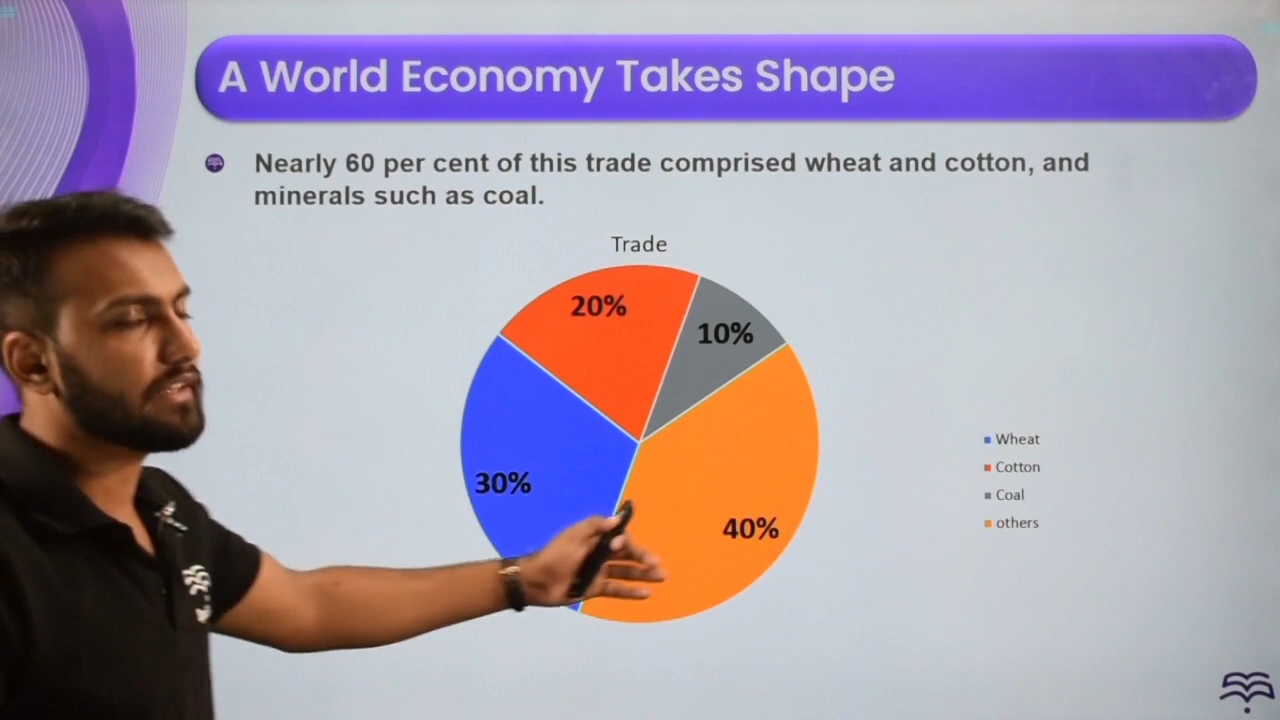 A World Economy Takes Shape
Nearly 60 per cent of this trade comprised wheat and cotton, and
minerals such as coal.
Trade
20%
10%
30%
40%
Wheat
Cotton
Coal
others